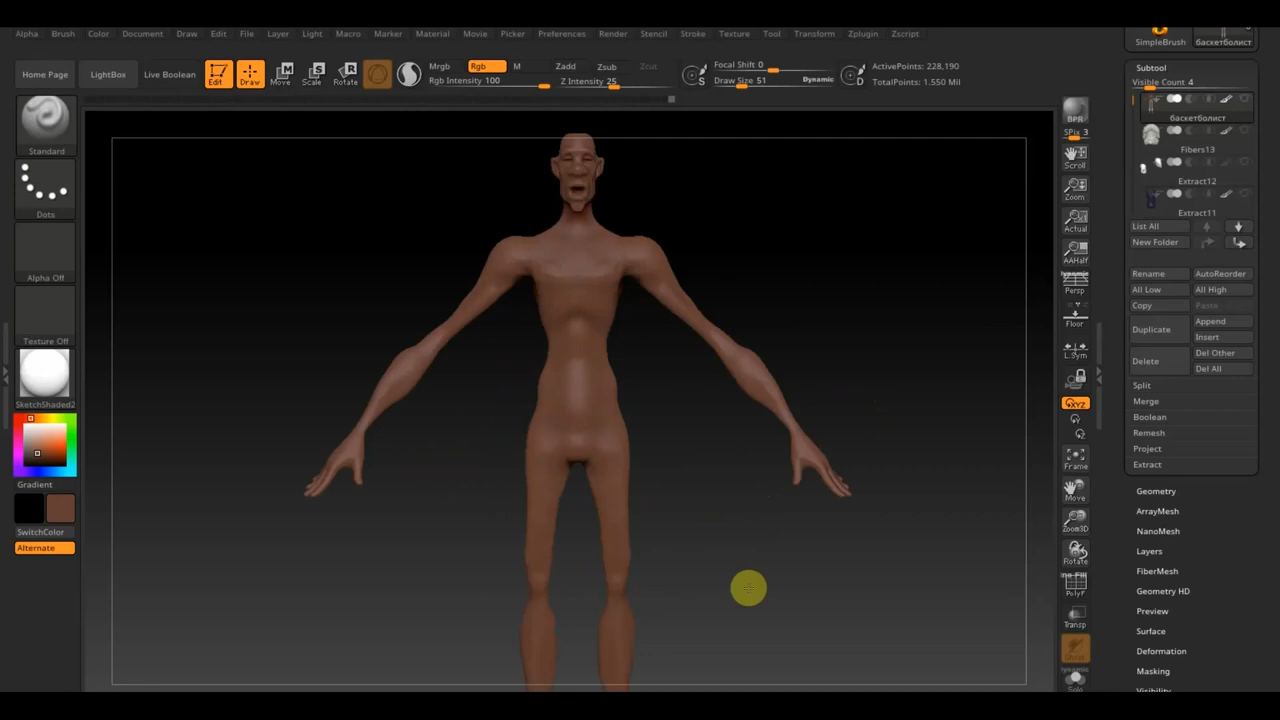 Alpha Brush Color Document Draw Edit File Layer Light Macro Marker Material Movie Picker Preferences Render Stencil Stroke Texture Tool Transform Zplugin Zscript
Home Page LightBox Live Boolean Edit Draw Move Scale Rotate
Mrgb Rgb M Zadd Zsub Zcut
Rgb Intensity 100 Z Intensity 25
Focal Shift 0
Draw Size 51 Dynamic
S
D
ActivePoints: 228,190
TotalPoints: 1.550 Mil
Standard
Dots
Alpha Off
Texture Off
SketchShaded2
Gradient
SwitchColor
Alternate
BPR
SPix 3
Scroll
Zoom
Actual
AAHalf
Persp
Floor
L.Sym
XYZ
Frame
Move
Zoom3D
Rotate
PolyF
Transp
Solo
SimpleBrush баскетболист
Subtool
Visible Count 4
баскетболист
Fibers13
Extract12
Extract11
List All
New Folder
Rename AutoReorder
All Low All High
Copy Paste
Duplicate Append
Insert
Delete Del Other
Del All
Split
Merge
Boolean
Remesh
Project
Extract
Geometry
ArrayMesh
NanoMesh
Layers
FiberMesh
Geometry HD
Preview
Surface
Deformation
Masking